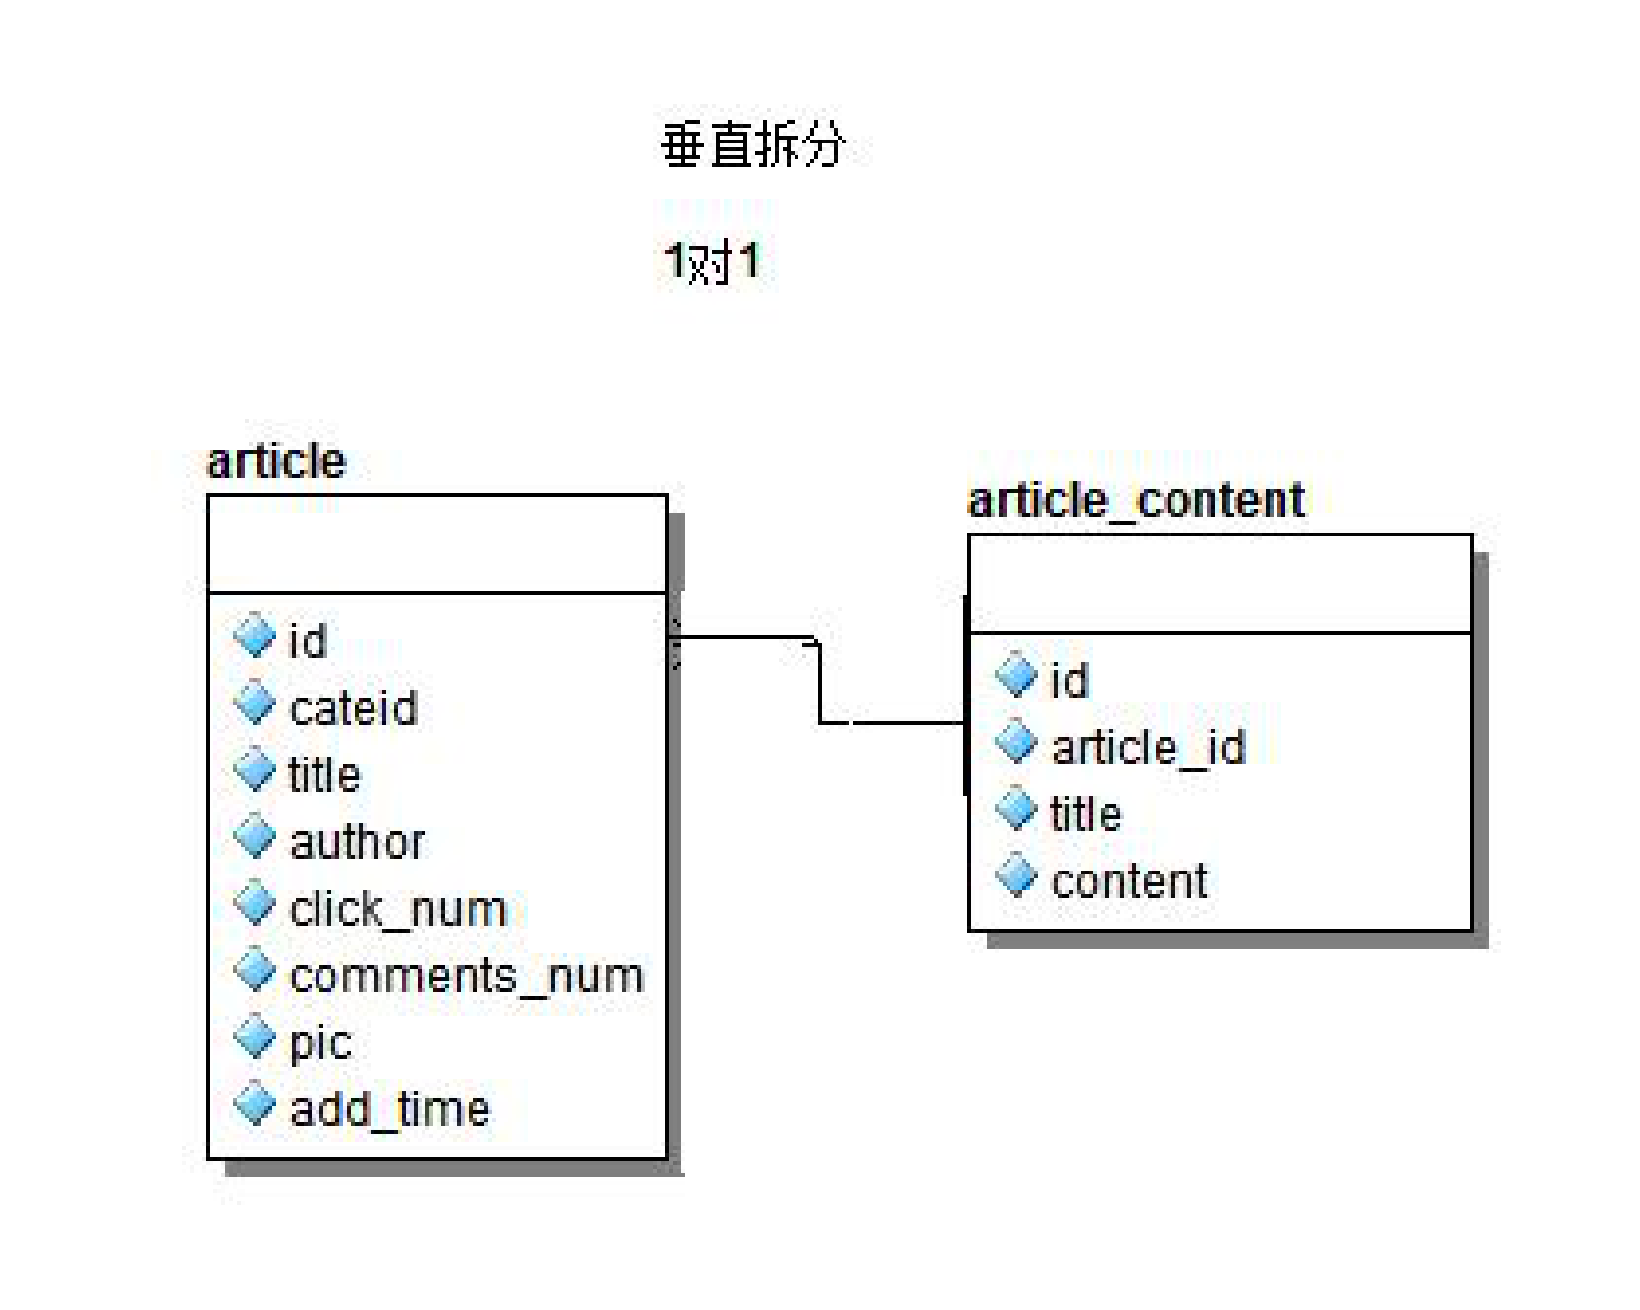 垂直拆分
1对1
article
id
cateid
title
author
click_num
comments_num
pic
add_time
article_content
id
article_id
title
content